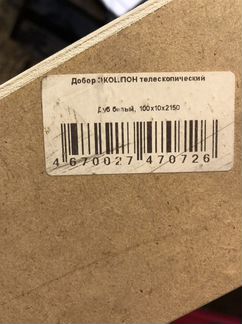 Добор ЭКОШПОН телескопический
Дуб белый, 100х10х2150
4 670027 470726